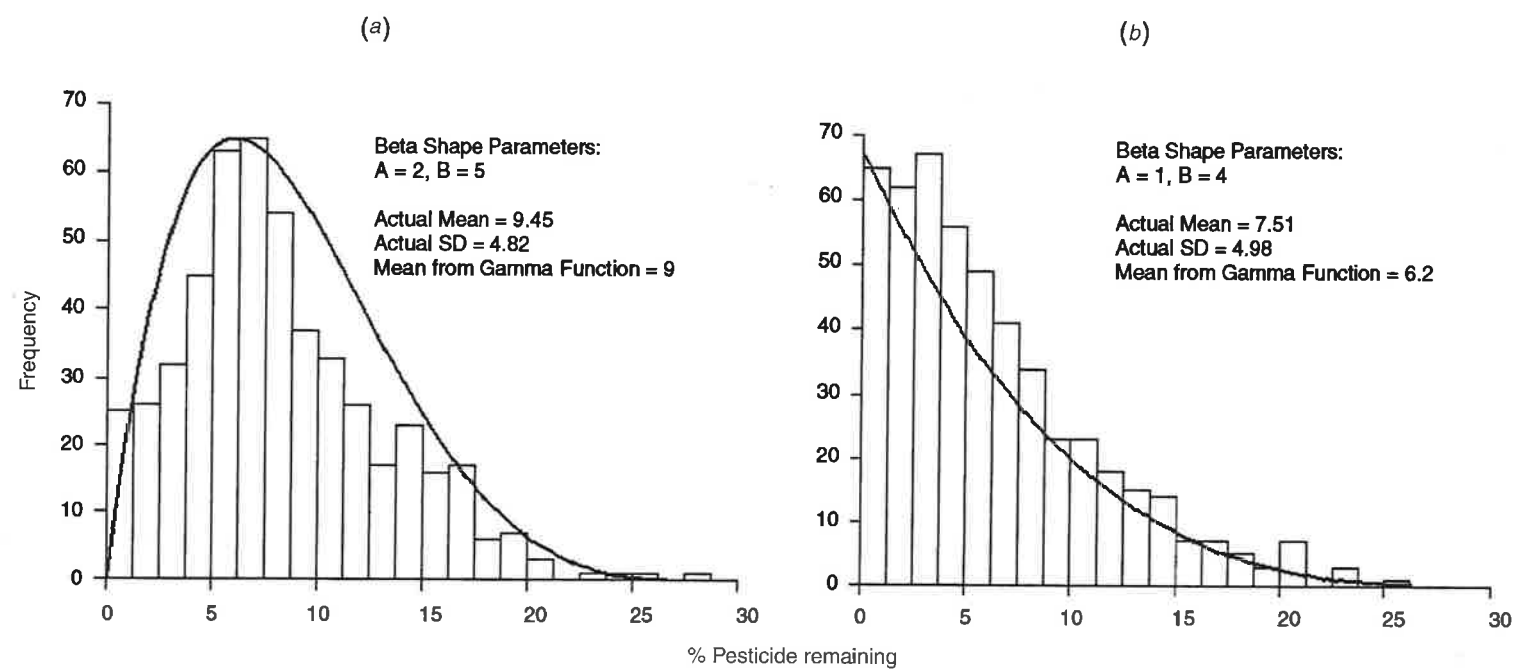 (a)
70
60
50
40
30
20
10
0
Frequency
Beta Shape Parameters:
A = 2, B = 5
Actual Mean = 9.45
Actual SD = 4.82
Mean from Gamma Function = 9
0 5 10 15 20 25 30
(b)
70
60
50
40
30
20
10
0
Beta Shape Parameters:
A = 1, B = 4
Actual Mean = 7.51
Actual SD = 4.98
Mean from Gamma Function = 6.2
0 5 10 15 20 25 30
% Pesticide remaining